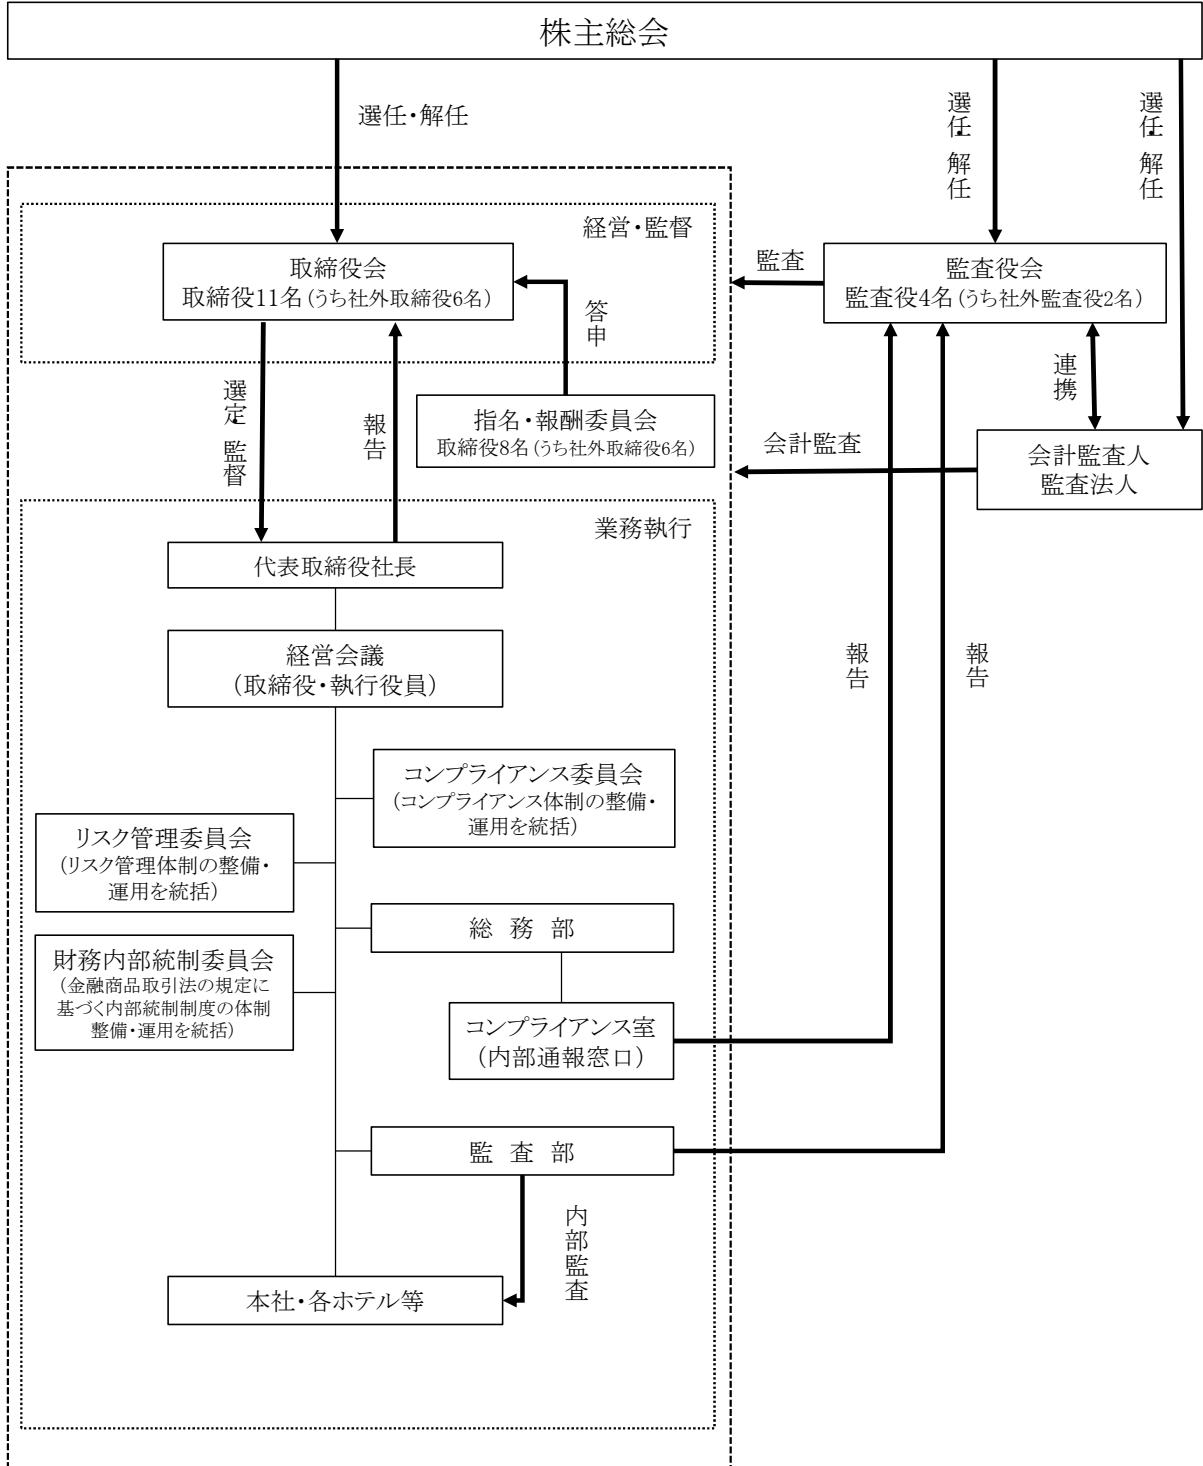 株主総会
選任・解任
選任・解任
選任・解任
経営・監督
取締役会
取締役11名(うち社外取締役6名)
答申
監査
監査役会
監査役4名(うち社外監査役2名)
選定・監督
報告
指名・報酬委員会
取締役8名(うち社外取締役6名)
連携
会計監査
会計監査人
監査法人
業務執行
代表取締役社長
経営会議
(取締役・執行役員)
報告
報告
コンプライアンス委員会
(コンプライアンス体制の整備・
運用を統括)
リスク管理委員会
(リスク管理体制の整備・
運用を統括)
総務部
財務内部統制委員会
(金融商品取引法の規定に
基づく内部統制制度の体制
整備・運用を統括)
コンプライアンス室
(内部通報窓口)
監査部
内部監査
本社・各ホテル等